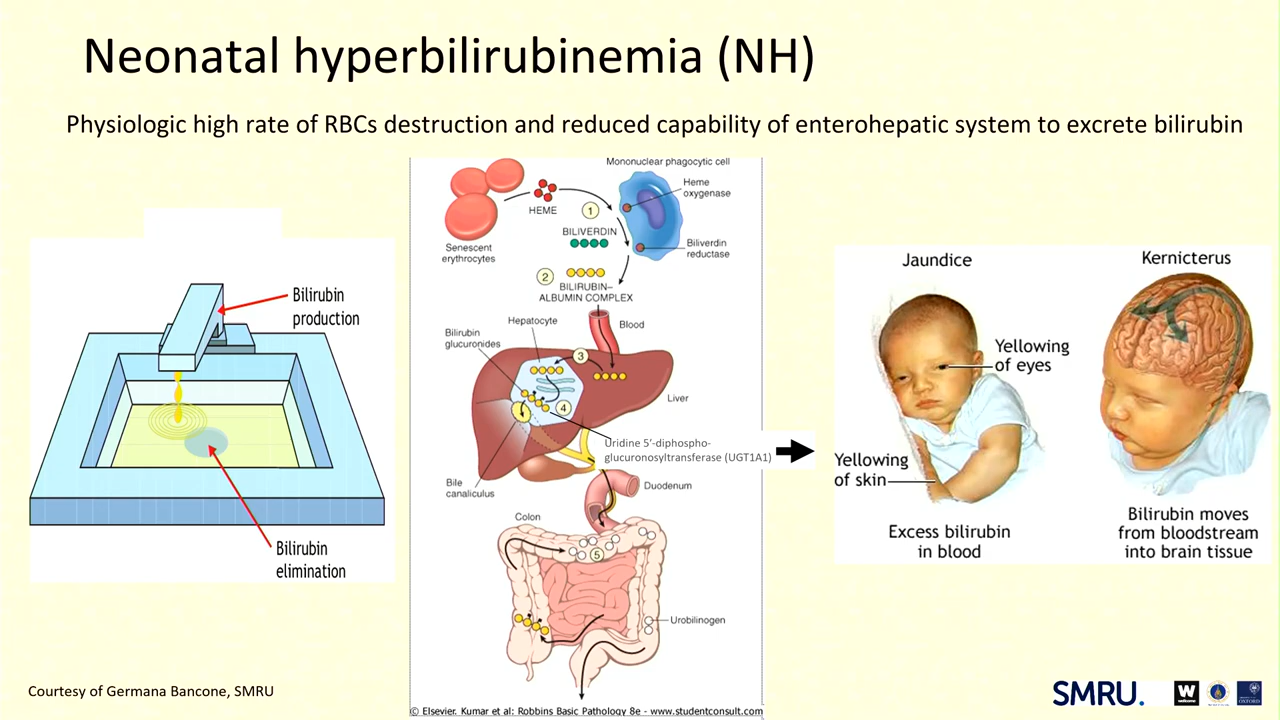 Neonatal hyperbilirubinemia (NH)
Physiologic high rate of RBCs destruction and reduced capability of enterohepatic system to excrete bilirubin
Bilirubin
production
Bilirubin
elimination
Mononuclear phagocytic cell
Heme
oxygenase
HEME
1
BILIVERDIN
Senescent
erythrocytes
Biliverdin
reductase
2
BILIRUBIN–
ALBUMIN COMPLEX
Hepatocyte
Blood
Bilirubin
glucuronides
3
4
Liver
Uridine 5'-diphospho-
glucuronosyltransferase (UGT1A1)
Bile
canaliculus
Duodenum
Colon
5
Urobilinogen
© Elsevier. Kumar et al: Robbins Basic Pathology 8e - www.studentconsult.com
Jaundice
Yellowing
of eyes
Yellowing
of skin
Excess bilirubin
in blood
Kernicterus
Bilirubin moves
from bloodstream
into brain tissue
Courtesy of Germana Bancone, SMRU
SMRU.
W
wellcome
OXFORD